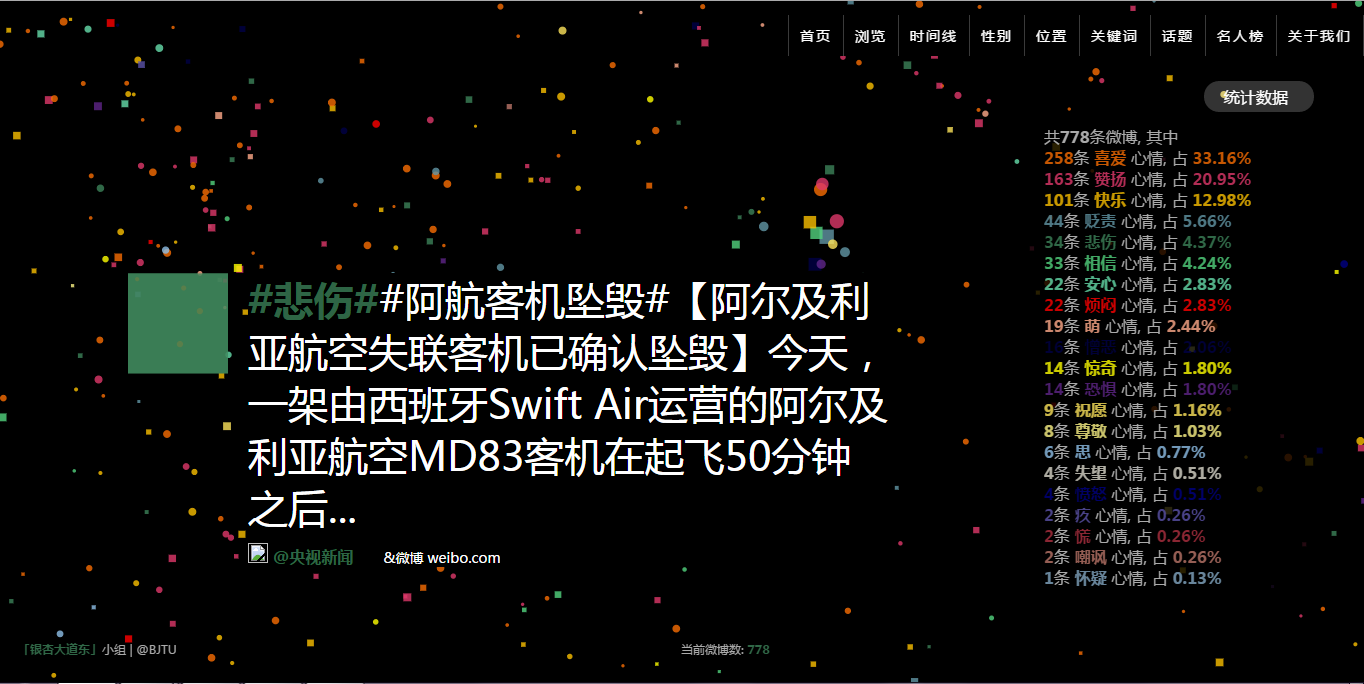 首页 浏览 时间线 性别 位置 关键词 话题 名人榜 关于我们
统计数据
共778条微博, 其中
258条 喜爱 心情, 占 33.16%
163条 赞扬 心情, 占 20.95%
101条 快乐 心情, 占 12.98%
44条 贬责 心情, 占 5.66%
34条 悲伤 心情, 占 4.37%
33条 相信 心情, 占 4.24%
22条 安心 心情, 占 2.83%
22条 烦闷 心情, 占 2.83%
19条 萌 心情, 占 2.44%
条 心情, 占
14条 惊奇 心情, 占 1.80%
14条 恐惧 心情, 占 1.80%
9条 祝愿 心情, 占 1.16%
8条 尊敬 心情, 占 1.03%
6条 思 心情, 占 0.77%
4条 失望 心情, 占 0.51%
4条 愤怒 心情, 占 0.51%
2条 疚 心情, 占 0.26%
2条 慌 心情, 占 0.26%
2条 嘲讽 心情, 占 0.26%
1条 怀疑 心情, 占 0.13%
#悲伤##阿航客机坠毁#【阿尔及利
亚航空失联客机已确认坠毁】今天，
一架由西班牙Swift Air运营的阿尔及
利亚航空MD83客机在起飞50分钟
之后...
@央视新闻 &微博 weibo.com
「银杏大道东」小组 | @BJTU
当前微博数: 778